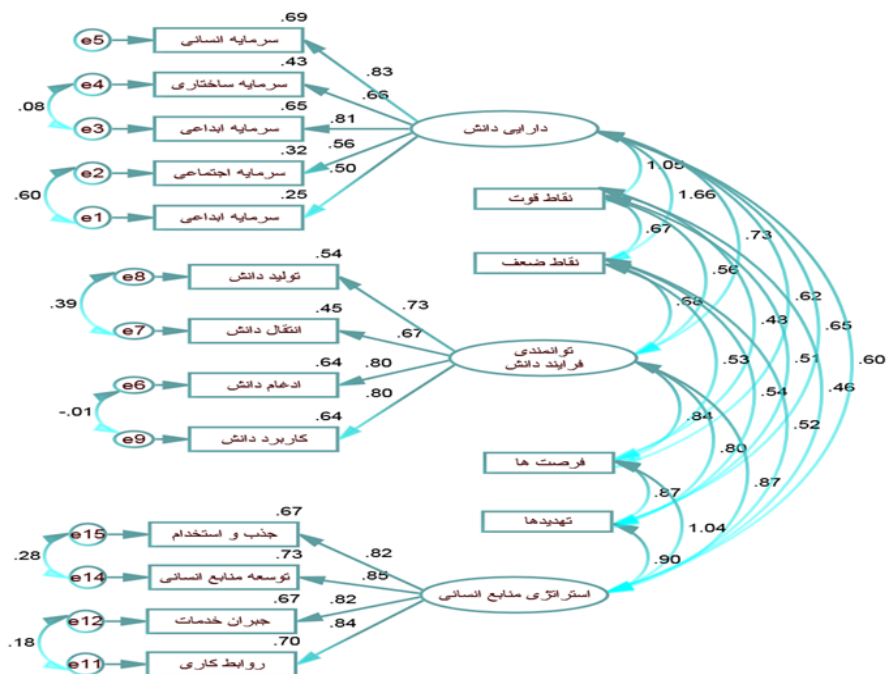 .69
e5
سرمایه انسانی
.83
.43
e4
سرمایه ساختاری
.66
.08
.65
e3
سرمایه ابداعی
.81
دارایی دانش
.32
e2
سرمایه اجتماعی
.56
.60
.25
e1
سرمایه ابداعی
.50
1.05
نقاط قوت
1.66
.67
.73
نقاط ضعف
.56
.68
.48
.62
.65
.60
.54
e8
تولید دانش
.73
.39
.45
e7
انتقال دانش
.67
توانمندی
فرایند دانش
.53
.51
.46
.64
e6
ادغام دانش
.80
.54
.52
-.01
.64
e9
کاربرد دانش
.80
.84
.80
.87
فرصت ها
.87
1.04
تهدیدها
.90
.67
e15
جذب و استخدام
.82
.28
.73
e14
توسعه منابع انسانی
.85
استراتژی منابع انسانی
.67
e12
جبران خدمات
.82
.18
.70
e11
روابط کاری
.84